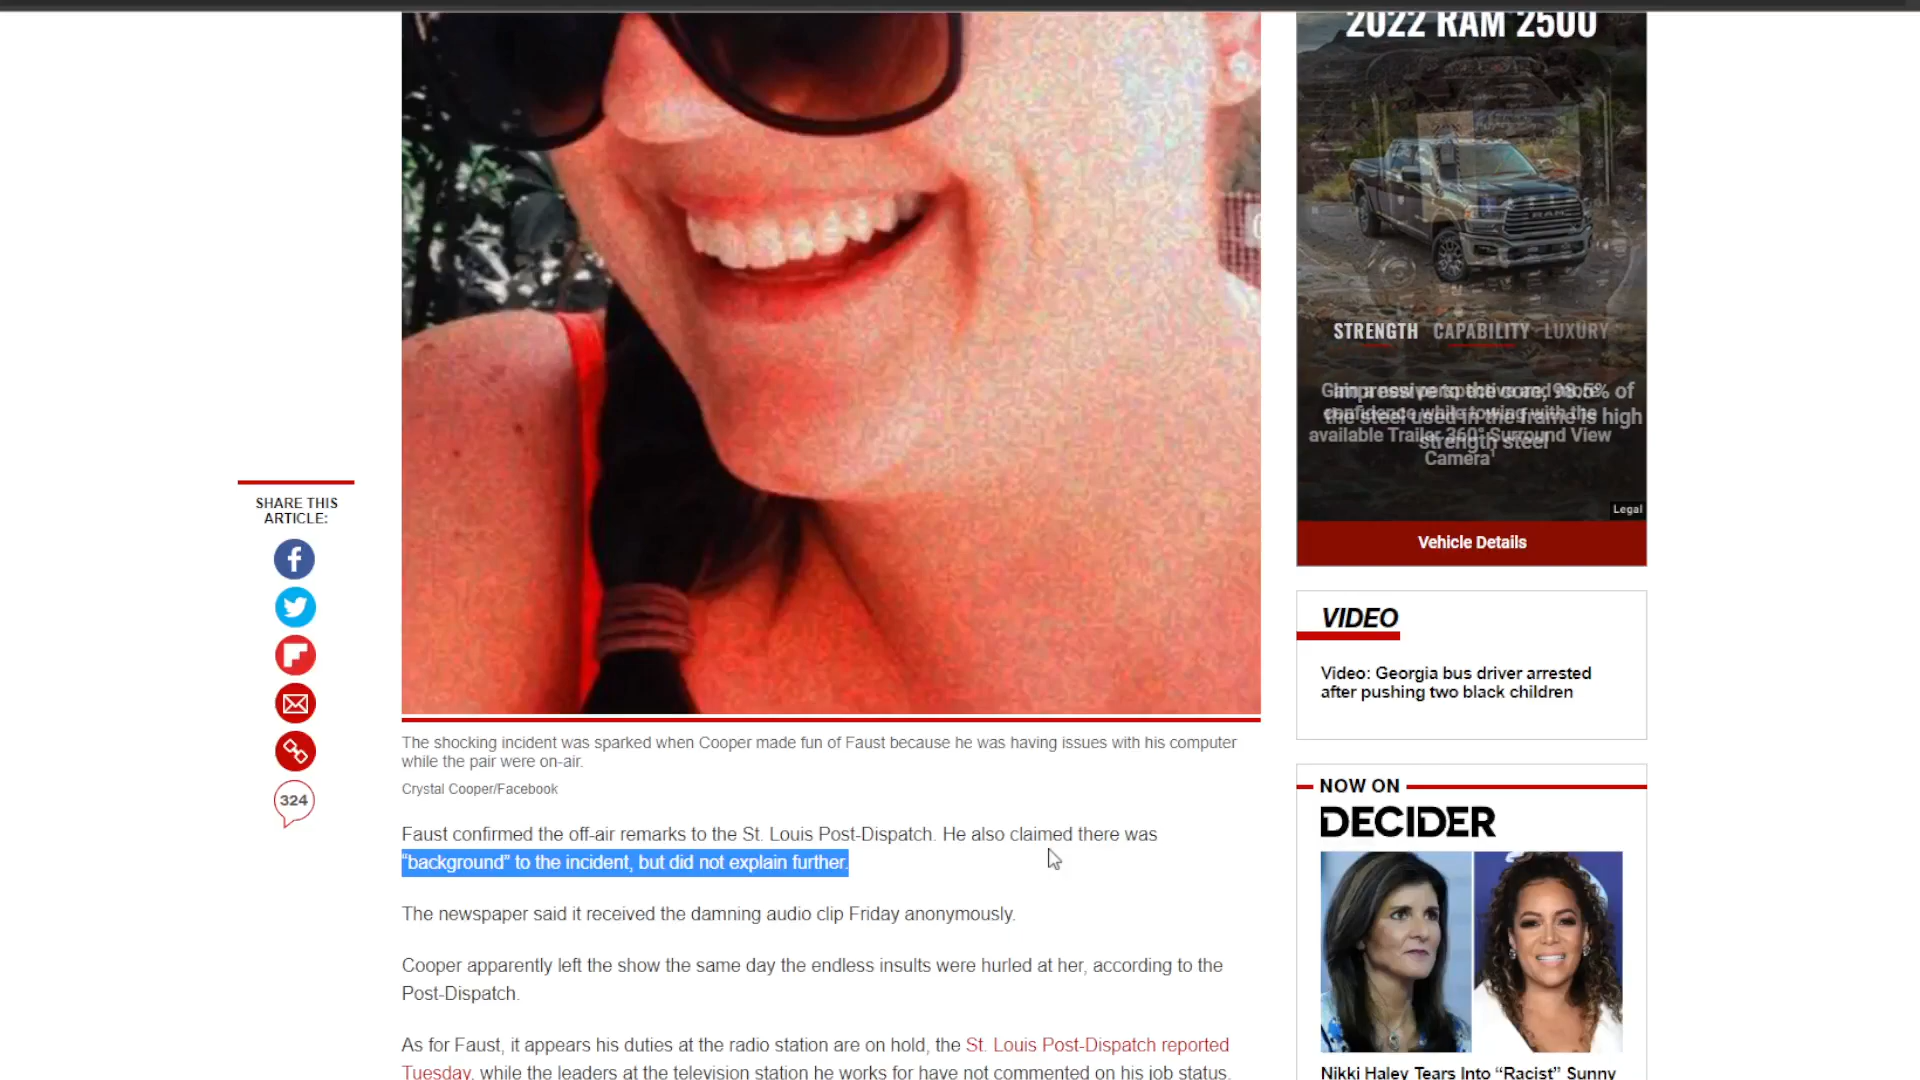 2022 RAM 2500
STRENGTH CAPABILITY LUXURY
Legal
Vehicle Details
SHARE THIS
ARTICLE:
324
VIDEO
Video: Georgia bus driver arrested
after pushing two black children
The shocking incident was sparked when Cooper made fun of Faust because he was having issues with his computer
while the pair were on-air.
Crystal Cooper/Facebook
Faust confirmed the off-air remarks to the St. Louis Post-Dispatch. He also claimed there was
“background” to the incident, but did not explain further.
The newspaper said it received the damning audio clip Friday anonymously.
Cooper apparently left the show the same day the endless insults were hurled at her, according to the
Post-Dispatch.
As for Faust, it appears his duties at the radio station are on hold, the St. Louis Post-Dispatch reported
Tuesday, while the leaders at the television station he works for have not commented on his job status.
NOW ON
DECIDER
Nikki Haley Tears Into “Racist” Sunny